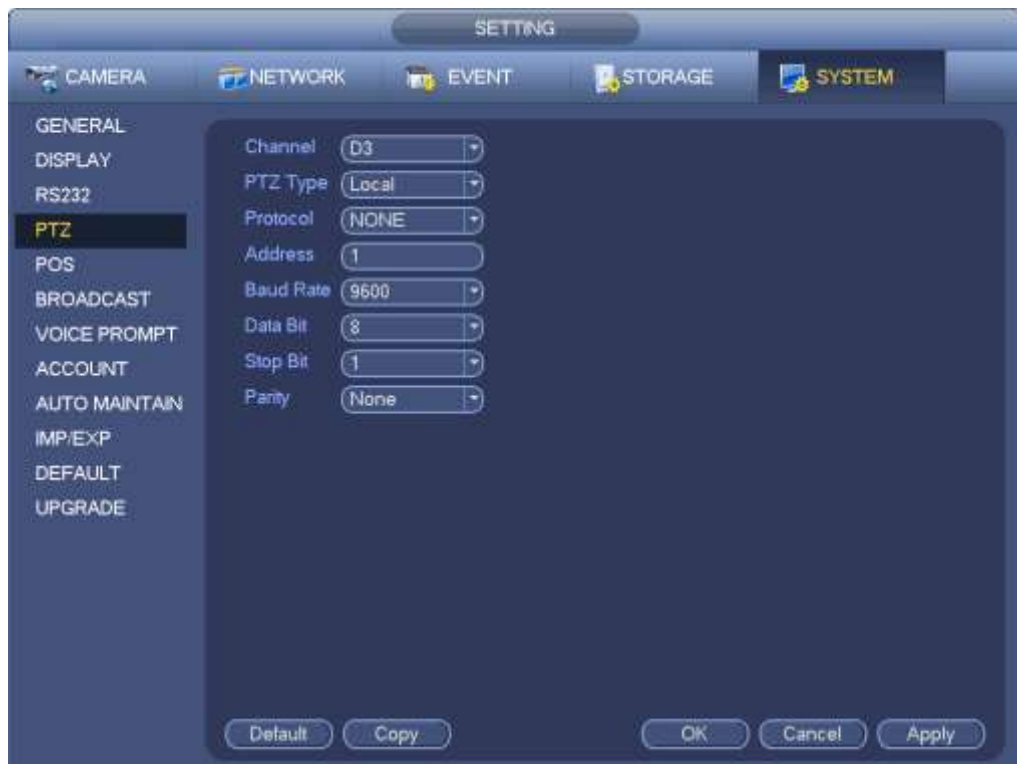 SETTING
CAMERA NETWORK EVENT STORAGE SYSTEM
GENERAL
DISPLAY
RS232
PTZ
POS
BROADCAST
VOICE PROMPT
ACCOUNT
AUTO MAINTAIN
IMP/EXP
DEFAULT
UPGRADE
Channel D3
PTZ Type Local
Protocol NONE
Address 1
Baud Rate 9600
Data Bit 8
Stop Bit 1
Parity None
Default Copy OK Cancel Apply